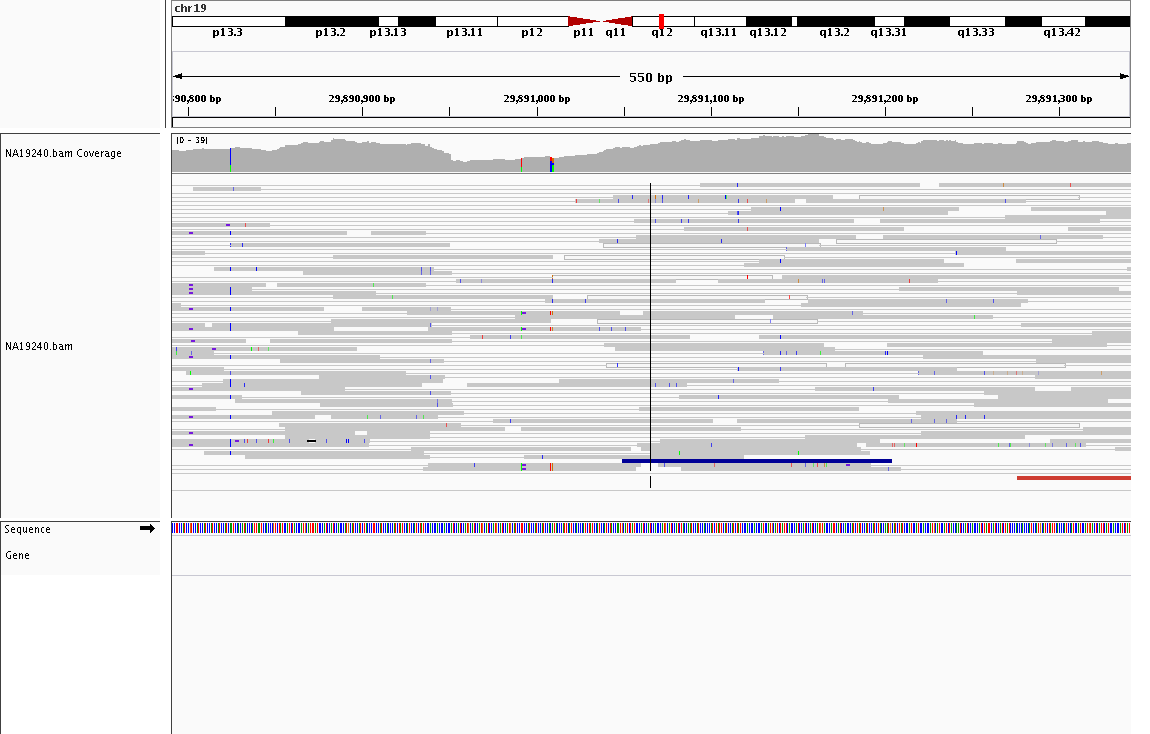 chr19
p13.3 p13.2 p13.13 p13.11 p12 p11 q11 q12 q13.11 q13.12 q13.2 q13.31 q13.33 q13.42
550 bp
90,800 bp 29,890,900 bp 29,891,000 bp 29,891,100 bp 29,891,200 bp 29,891,300 bp
[0 - 39]
NA19240.bam Coverage
NA19240.bam
Sequence
Gene